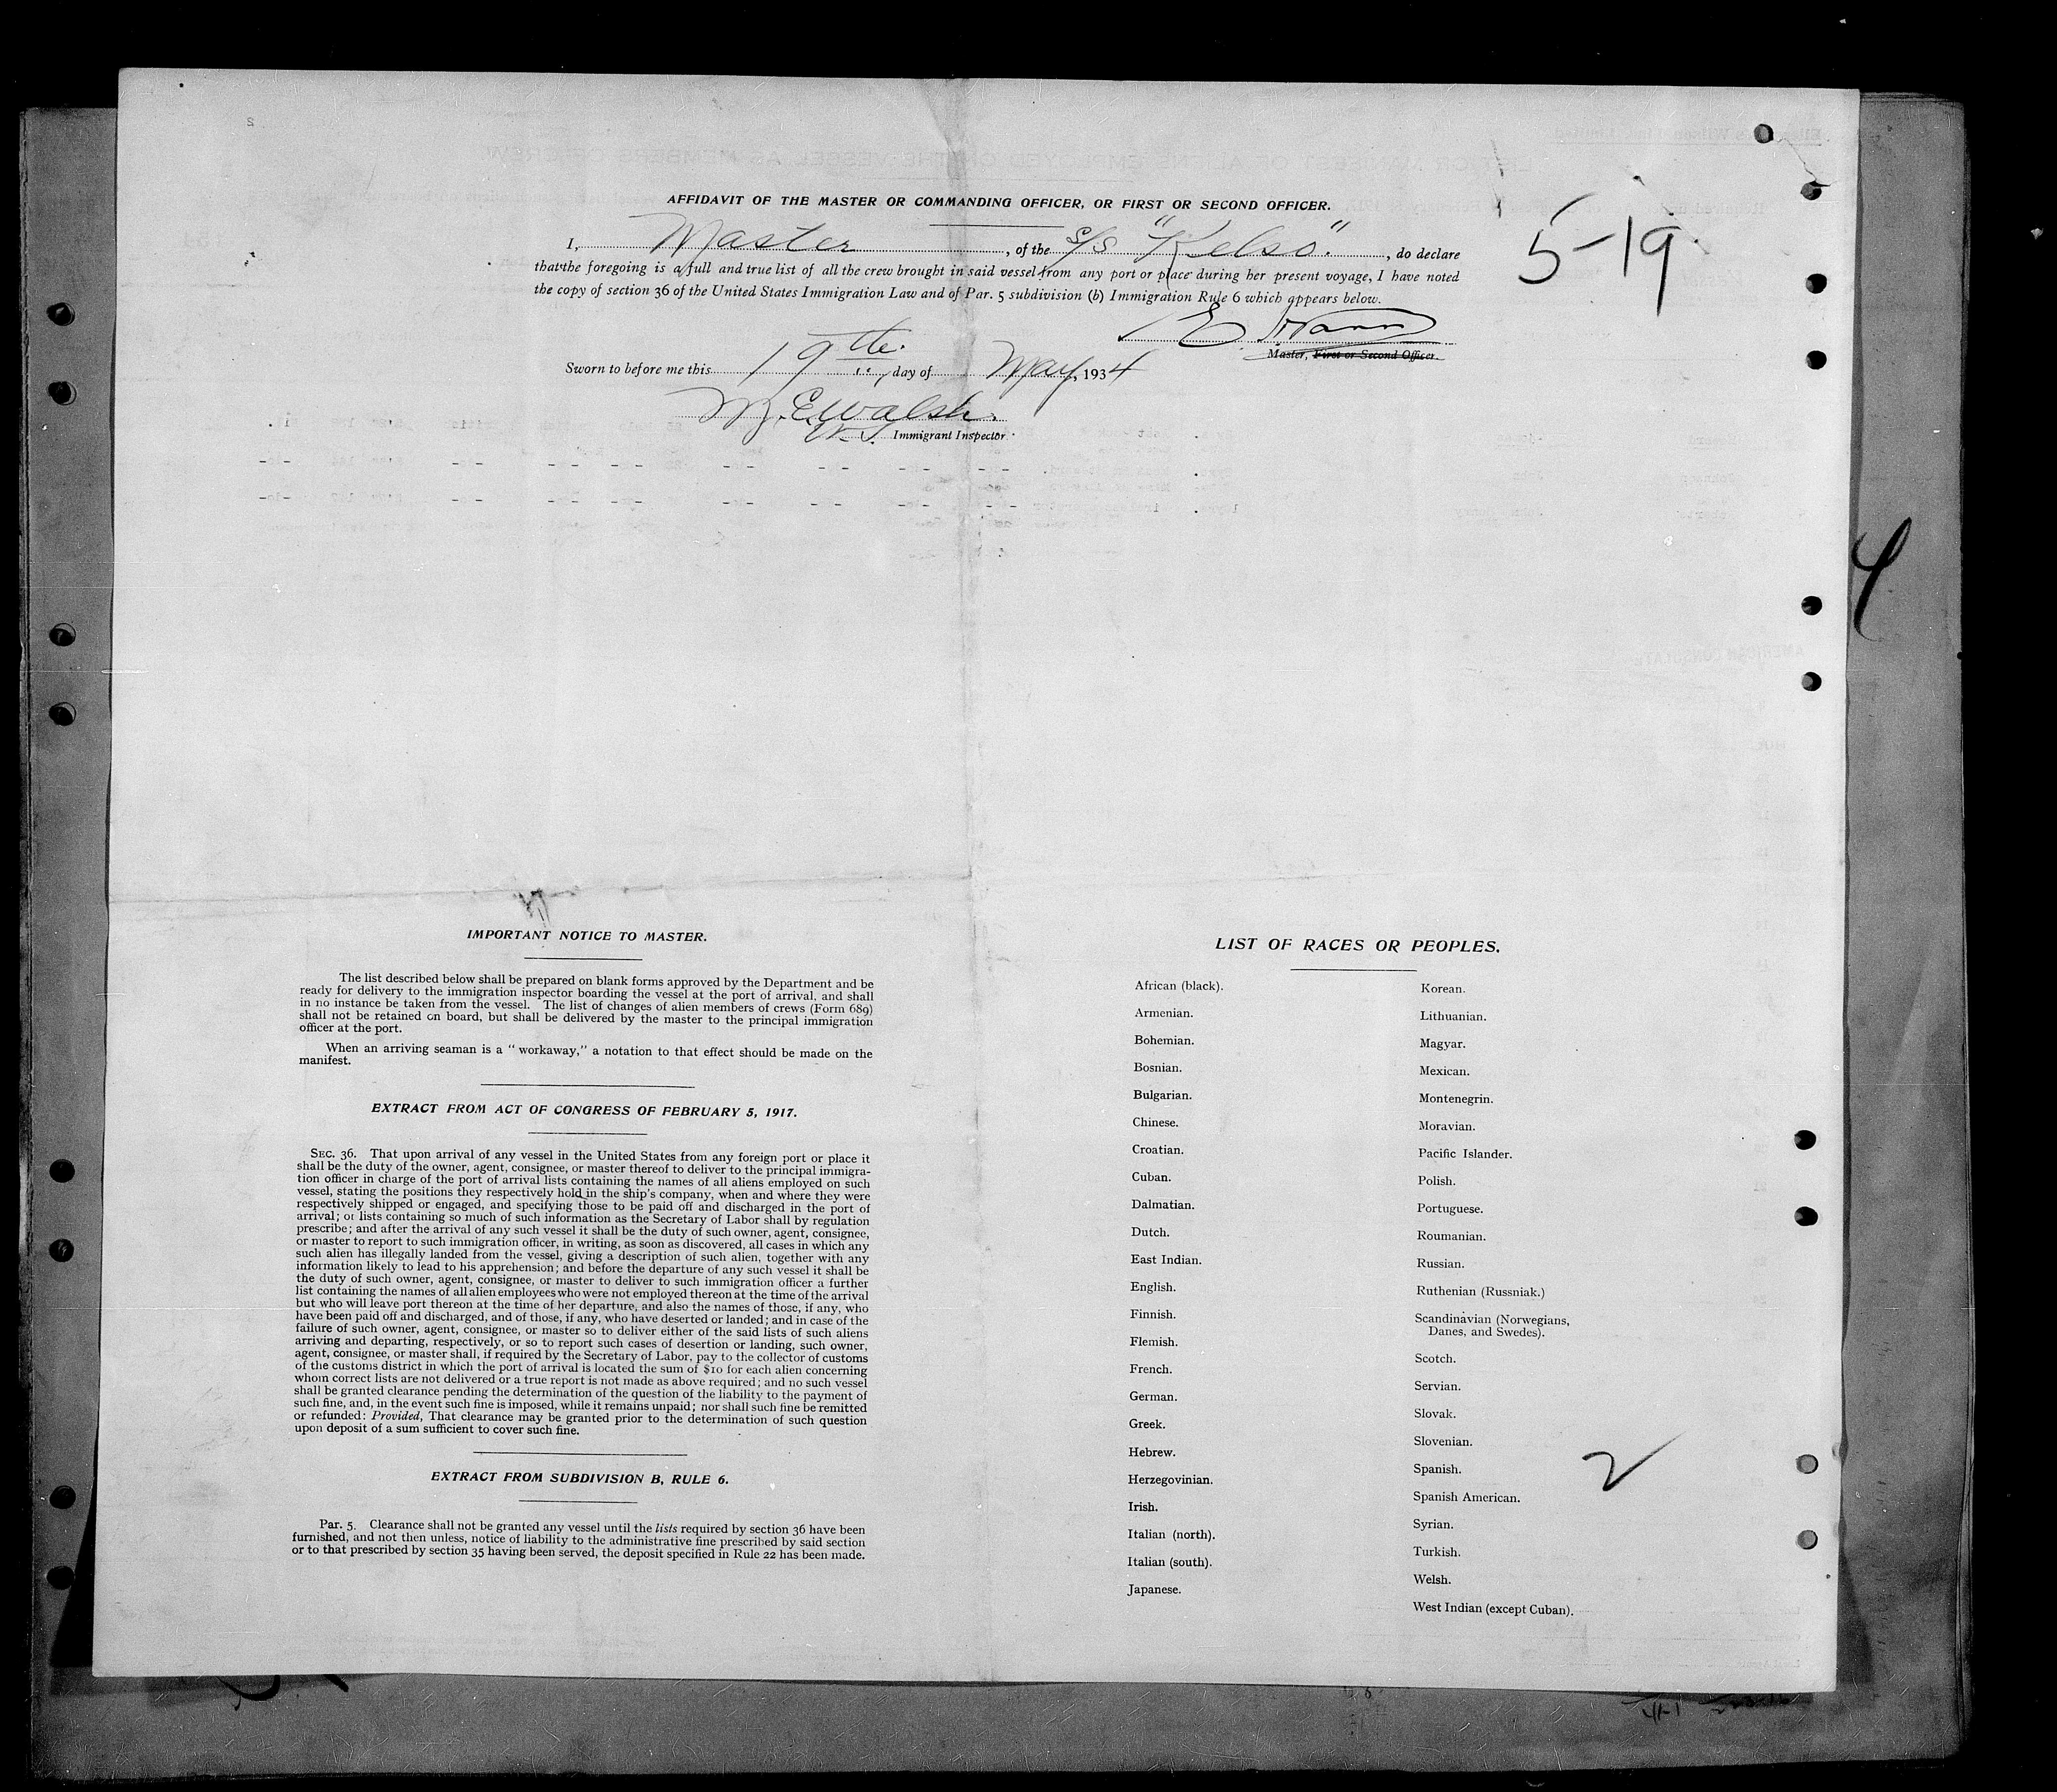 AFFIDAVIT OF THE MASTER OR COMMANDING OFFICER, OR FIRST OR SECOND OFFICER.
I, Master, of the S/S "Kelso", do declare
that the foregoing is a full and true list of all the crew brought in said vessel from any port or place during her present voyage, I have noted
the copy of section 36 of the United States Immigration Law and of Par. 5 subdivision (b) Immigration Rule 6 which appears below.
5-19
E.
Master, First or Second Officer.
Sworn to before me this 19th day of May, 1934
M. E. Walsh.
Immigrant Inspector
4
IMPORTANT NOTICE TO MASTER.
The list described below shall be prepared on blank forms approved by the Department and be
ready for delivery to the immigration inspector boarding the vessel at the port of arrival, and shall
in no instance be taken from the vessel. The list of changes of alien members of crews (Form 689)
shall not be retained on board, but shall be delivered by the master to the principal immigration
officer at the port.
When an arriving seaman is a "workaway," a notation to that effect should be made on the
manifest.
EXTRACT FROM ACT OF CONGRESS OF FEBRUARY 5, 1917.
SEC. 36. That upon arrival of any vessel in the United States from any foreign port or place it
shall be the duty of the owner, agent, consignee, or master thereof to deliver to the principal immigra-
tion officer in charge of the port of arrival lists containing the names of all aliens employed on such
vessel, stating the positions they respectively hold in the ship's company, when and where they were
respectively shipped or engaged, and specifying those to be paid off and discharged in the port of
arrival; or lists containing so much of such information as the Secretary of Labor shall by regulation
prescribe; and after the arrival of any such vessel it shall be the duty of such owner, agent, consignee,
or master to report to such immigration officer, in writing, as soon as discovered, all cases in which any
such alien has illegally landed from the vessel, giving a description of such alien, together with any
information likely to lead to his apprehension; and before the departure of any such vessel it shall be
the duty of such owner, agent, consignee, or master to deliver to such immigration officer a further
list containing the names of all alien employees who were not employed thereon at the time of the arrival
but who will leave port thereon at the time of her departure, and also the names of those, if any, who
have been paid off and discharged, and of those, if any, who have deserted or landed; and in case of the
failure of such owner, agent, consignee, or master so to deliver either of the said lists of such aliens
arriving and departing, respectively, or so to report such cases of desertion or landing, such owner,
agent, consignee, or master shall, if required by the Secretary of Labor, pay to the collector of customs
of the customs district in which the port of arrival is located the sum of $10 for each alien concerning
whom correct lists are not delivered or a true report is not made as above required; and no such vessel
shall be granted clearance pending the determination of the question of the liability to the payment of
such fine, and, in the event such fine is imposed, while it remains unpaid; nor shall such fine be remitted
or refunded: Provided, That clearance may be granted prior to the determination of such question
upon deposit of a sum sufficient to cover such fine.
EXTRACT FROM SUBDIVISION B, RULE 6.
Par. 5. Clearance shall not be granted any vessel until the lists required by section 36 have been
furnished, and not then unless, notice of liability to the administrative fine prescribed by said section
or to that prescribed by section 35 having been served, the deposit specified in Rule 22 has been made.
LIST OF RACES OR PEOPLES.
African (black).
Armenian.
Bohemian.
Bosnian.
Bulgarian.
Chinese.
Croatian.
Cuban.
Dalmatian.
Dutch.
East Indian.
English.
Finnish.
Flemish.
French.
German.
Greek.
Hebrew.
Herzegovinian.
Irish.
Italian (north).
Italian (south).
Japanese.
Korean.
Lithuanian.
Magyar.
Mexican.
Montenegrin.
Moravian.
Pacific Islander.
Polish.
Portuguese.
Roumanian.
Russian.
Ruthenian (Russniak.)
Scandinavian (Norwegians,
Danes, and Swedes).
Scotch.
Servian.
Slovak.
Slovenian.
Spanish.
Spanish American.
Syrian.
Turkish.
Welsh.
West Indian (except Cuban).
2